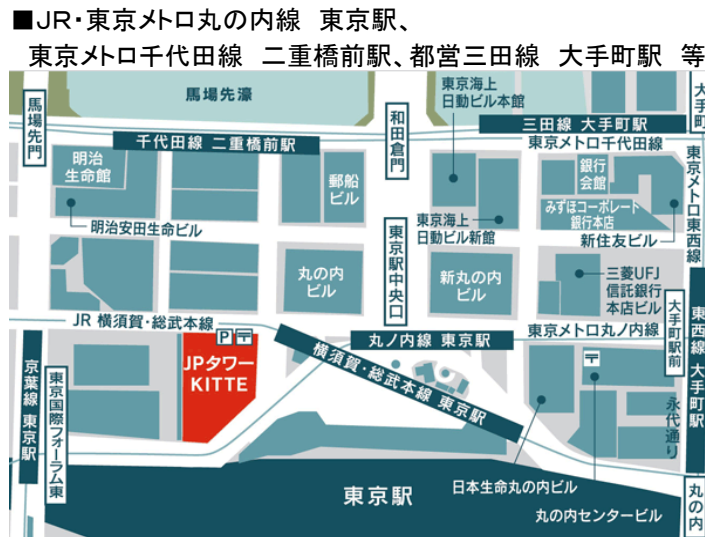 ■JR・東京メトロ丸の内線　東京駅、
東京メトロ千代田線　二重橋前駅、都営三田線　大手町駅　等
馬場先濠
東京海上
日動ビル本館
大手町
馬場先門
和田倉門
三田線 大手町駅
千代田線 二重橋前駅
東京メトロ千代田線
東京メトロ東西線
明治
生命館
郵船
ビル
銀行
会館
みずほコーポレート
銀行本店
明治安田生命ビル
東京海上
日動ビル新館
新住友ビル
東京駅中央口
丸の内
ビル
新丸の内
ビル
三菱UFJ
信託銀行
本店ビル
JR 横須賀・総武本線
P〒
丸ノ内線 東京駅
東京メトロ丸ノ内線
大手町駅前
東西線 大手町駅
京葉線 東京駅
東京国際フォーラム東
JPタワー
KITTE
横須賀・総武本線 東京駅
〒
永代通り
日本生命丸の内ビル
丸の内センタービル
東京駅
丸の内